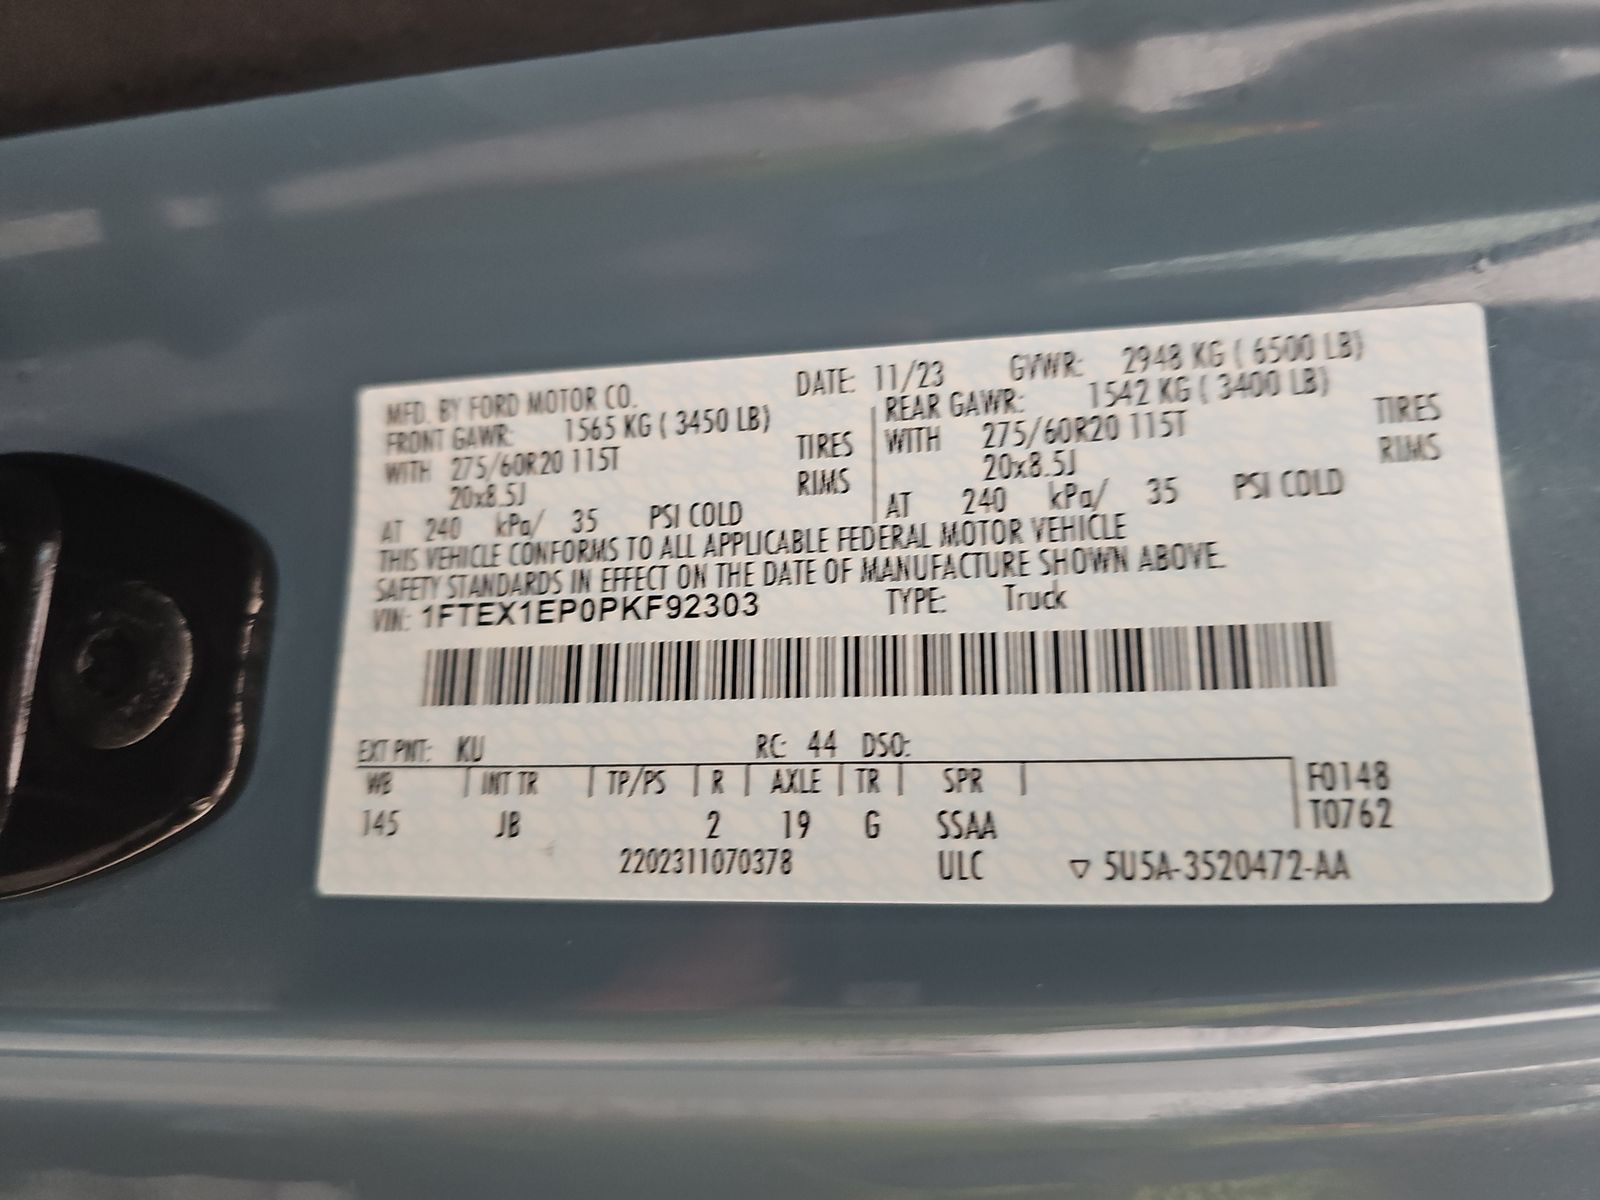 MFD. BY FORD MOTOR CO. DATE: 11/23 GVWR: 2948 KG ( 6500 LB)
FRONT GAWR: 1565 KG ( 3450 LB) REAR GAWR: 1542 KG ( 3400 LB)
WITH 275/60R20 115T TIRES WITH 275/60R20 115T TIRES
20x8.5J RIMS 20x8.5J RIMS
AT 240 kPa/ 35 PSI COLD AT 240 kPa/ 35 PSI COLD
THIS VEHICLE CONFORMS TO ALL APPLICABLE FEDERAL MOTOR VEHICLE
SAFETY STANDARDS IN EFFECT ON THE DATE OF MANUFACTURE SHOWN ABOVE.
VIN: 1FTEX1EP0PKF92303 TYPE: Truck
EXT PNT: KU RC: 44 DSO:
WB INT TR TP/PS R AXLE TR SPR F0148
145 JB 2 19 G SSAA T0762
2202311070378 ULC ▽ 5U5A-3520472-AA